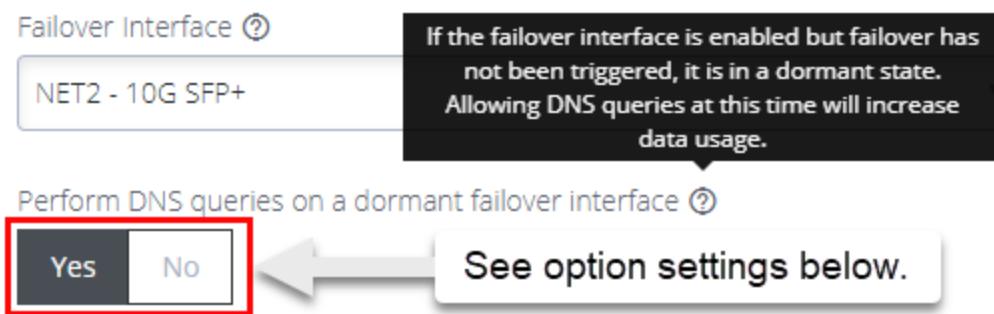 Failover Interface
If the failover interface is enabled but failover has
not been triggered, it is in a dormant state.
Allowing DNS queries at this time will increase
data usage.
NET2 - 10G SFP+
Perform DNS queries on a dormant failover interface
Yes No
See option settings below.